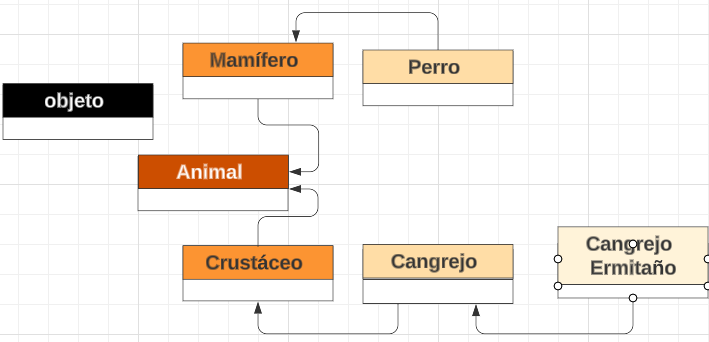 Mamífero
Perro
objeto
Animal
Crustáceo
Cangrejo
Cangrejo
Ermitaño